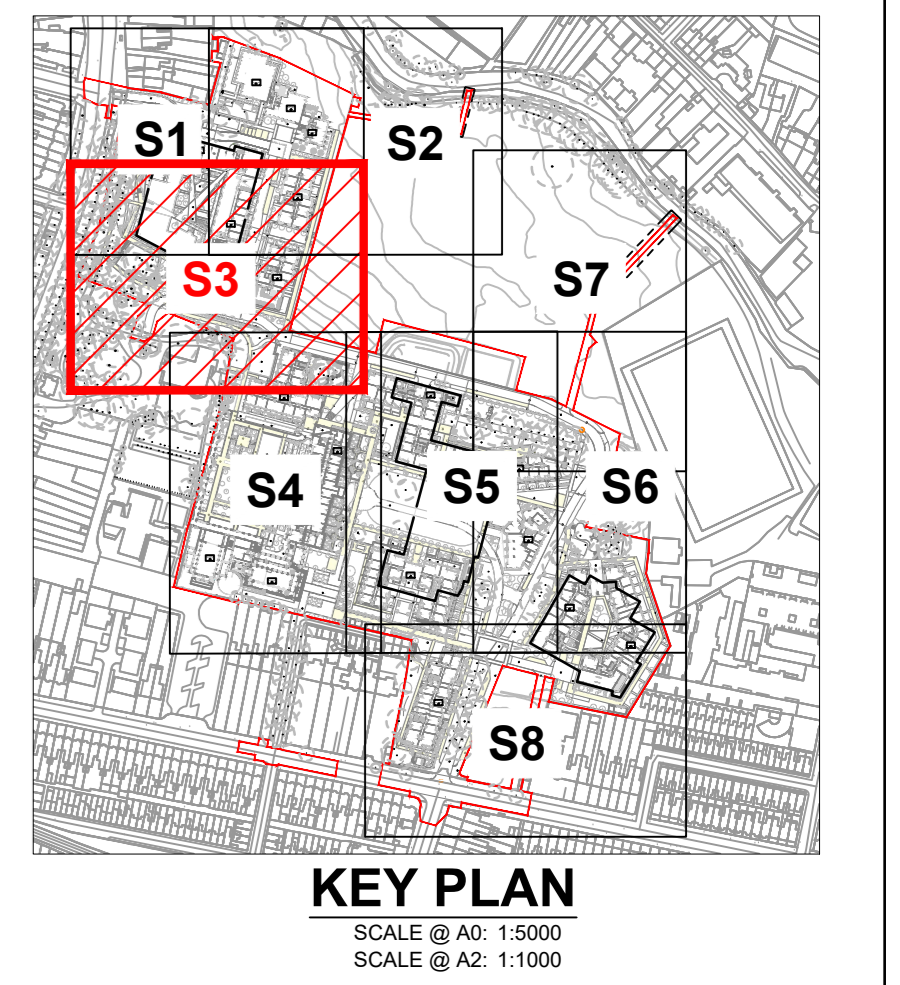 S1
S2
S3
S7
S4
S5
S6
S8
KEY PLAN
SCALE @ A0: 1:5000
SCALE @ A2: 1:1000